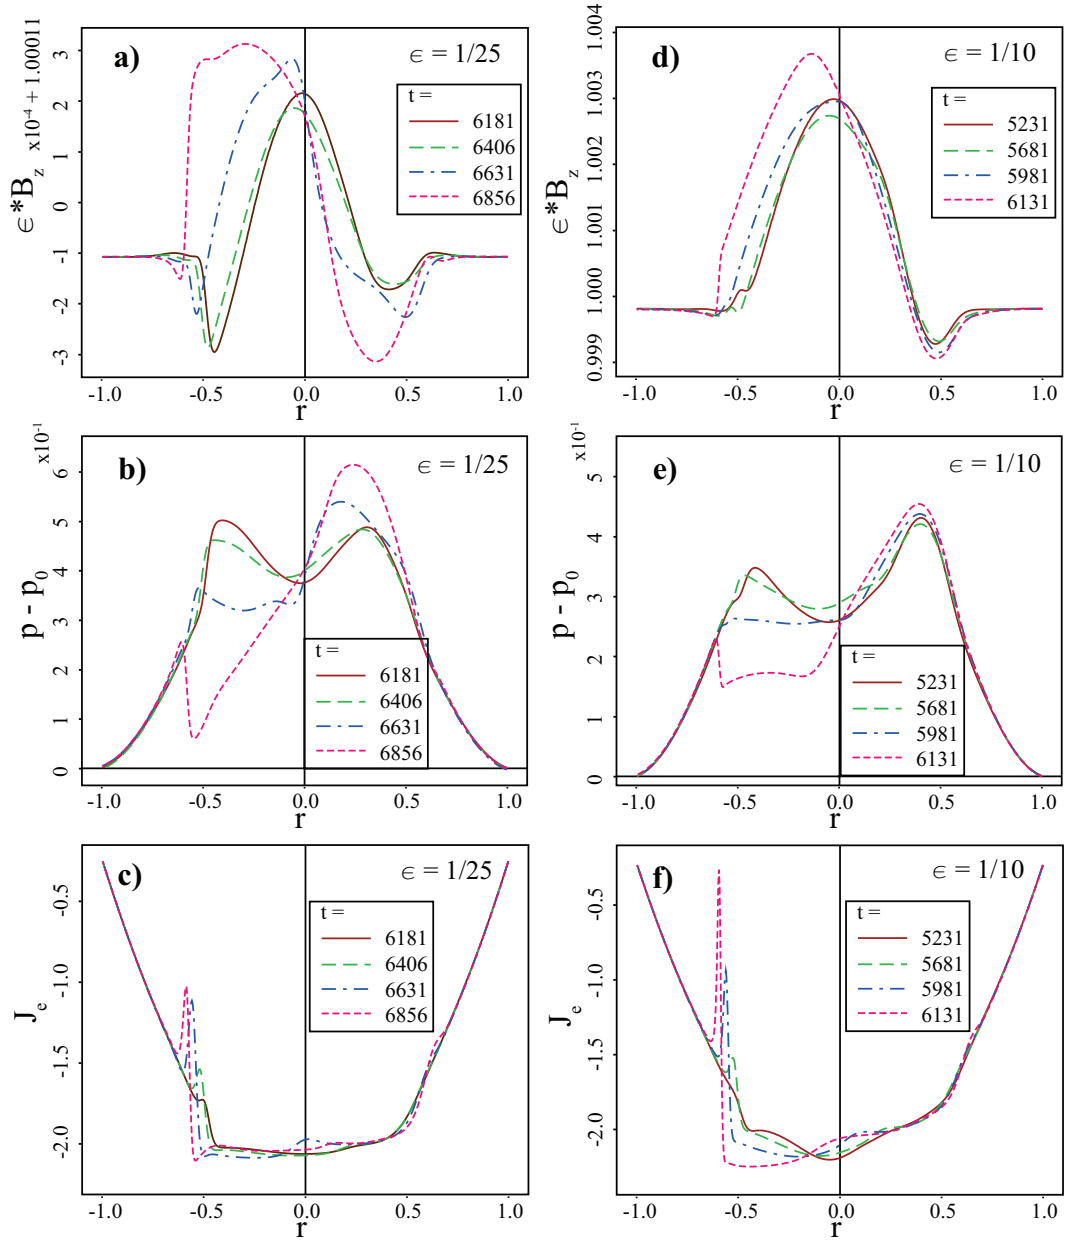 a)
∈ = 1/25
t =
6181
6406
6631
6856
∈*B_z x10⁻⁴ + 1.00011
3
2
1
0
-1
-2
-3
-1.0 -0.5 0.0 0.5 1.0
r
d)
∈ = 1/10
t =
5231
5681
5981
6131
∈*B_z
1.004
1.003
1.002
1.001
1.000
0.999
-1.0 -0.5 0.0 0.5 1.0
r
b)
∈ = 1/25
t =
6181
6406
6631
6856
p - p₀ x10⁻¹
6
5
4
3
2
1
0
-1.0 -0.5 0.0 0.5 1.0
r
e)
∈ = 1/10
t =
5231
5681
5981
6131
p - p₀ x10⁻¹
5
4
3
2
1
0
-1.0 -0.5 0.0 0.5 1.0
r
c)
∈ = 1/25
t =
6181
6406
6631
6856
J_e
-0.5
-1.0
-1.5
-2.0
-1.0 -0.5 0.0 0.5 1.0
r
f)
∈ = 1/10
t =
5231
5681
5981
6131
J_e
-0.5
-1.0
-1.5
-2.0
-1.0 -0.5 0.0 0.5 1.0
r